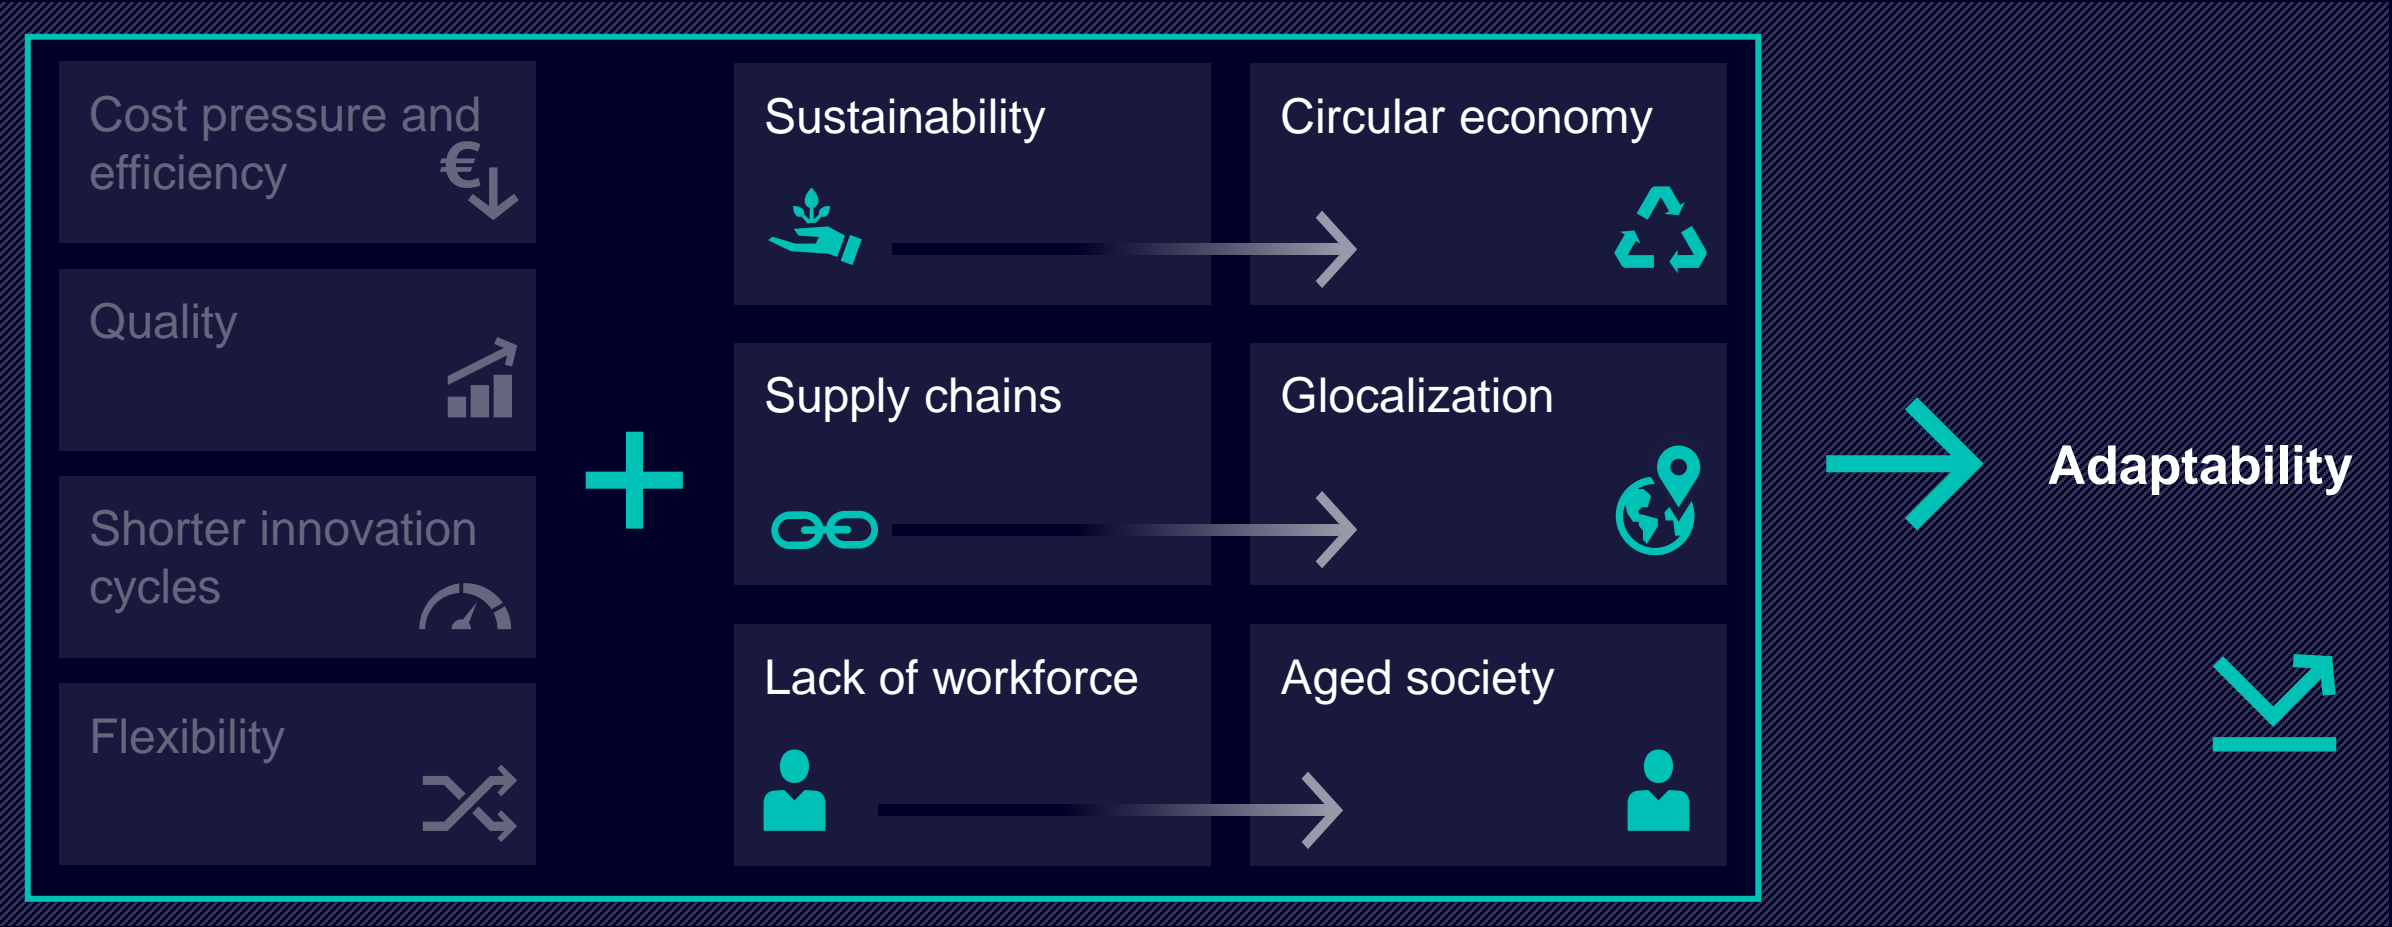 Cost pressure and
efficiency
Quality
Shorter innovation
cycles
Flexibility
Sustainability
Circular economy
Supply chains
Glocalization
Lack of workforce
Aged society
Adaptability